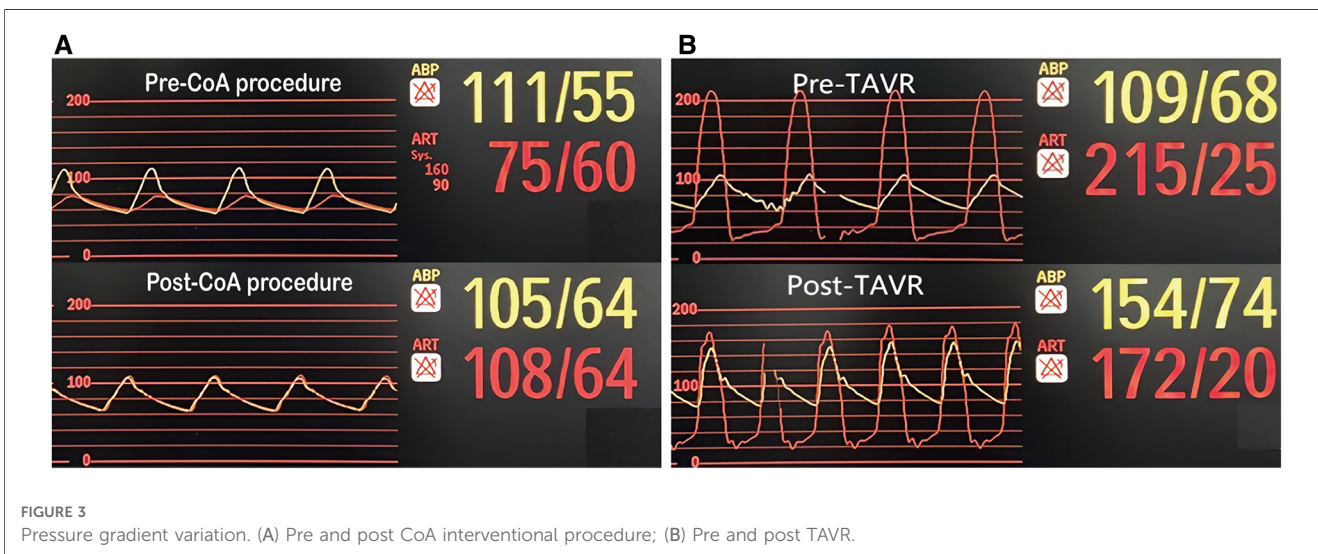 A
Pre-CoA procedure
200
100
0
ABP
111/55
ART
Sys.
160
90
75/60
Post-CoA procedure
200
100
0
ABP
105/64
ART
108/64
B
Pre-TAVR
200
100
0
ABP
109/68
ART
215/25
Post-TAVR
200
100
0
ABP
154/74
ART
172/20
FIGURE 3
Pressure gradient variation. (A) Pre and post CoA interventional procedure; (B) Pre and post TAVR.